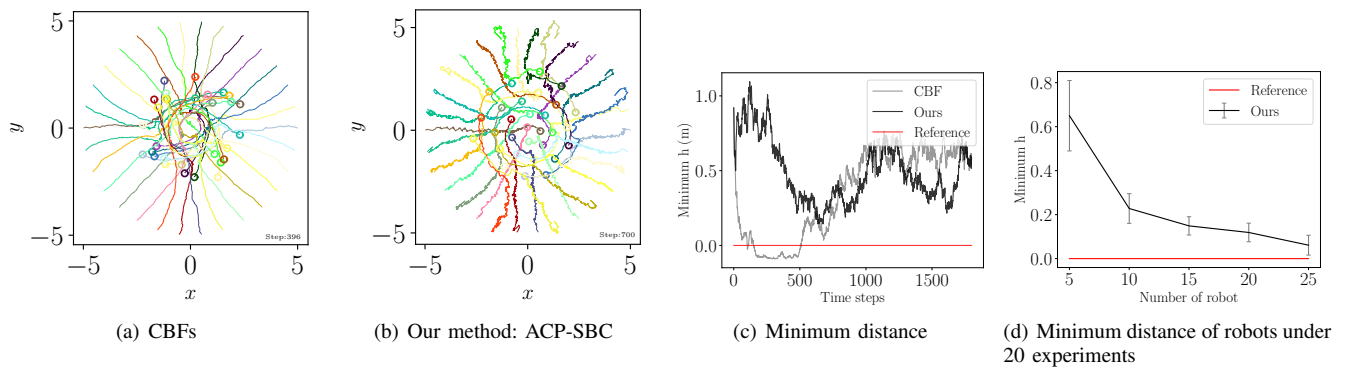 5
0
−5
y
−5
0
5
x
Step:396
(a) CBFs
5
0
−5
y
−5
0
5
x
Step:700
(b) Our method: ACP-SBC
1.0
0.5
0.0
Minimum h (m)
CBF
Ours
Reference
0
500
1000
1500
Time steps
(c) Minimum distance
0.8
0.6
0.4
0.2
0.0
Minimum h
Reference
Ours
5
10
15
20
25
Number of robot
(d) Minimum distance of robots under
20 experiments